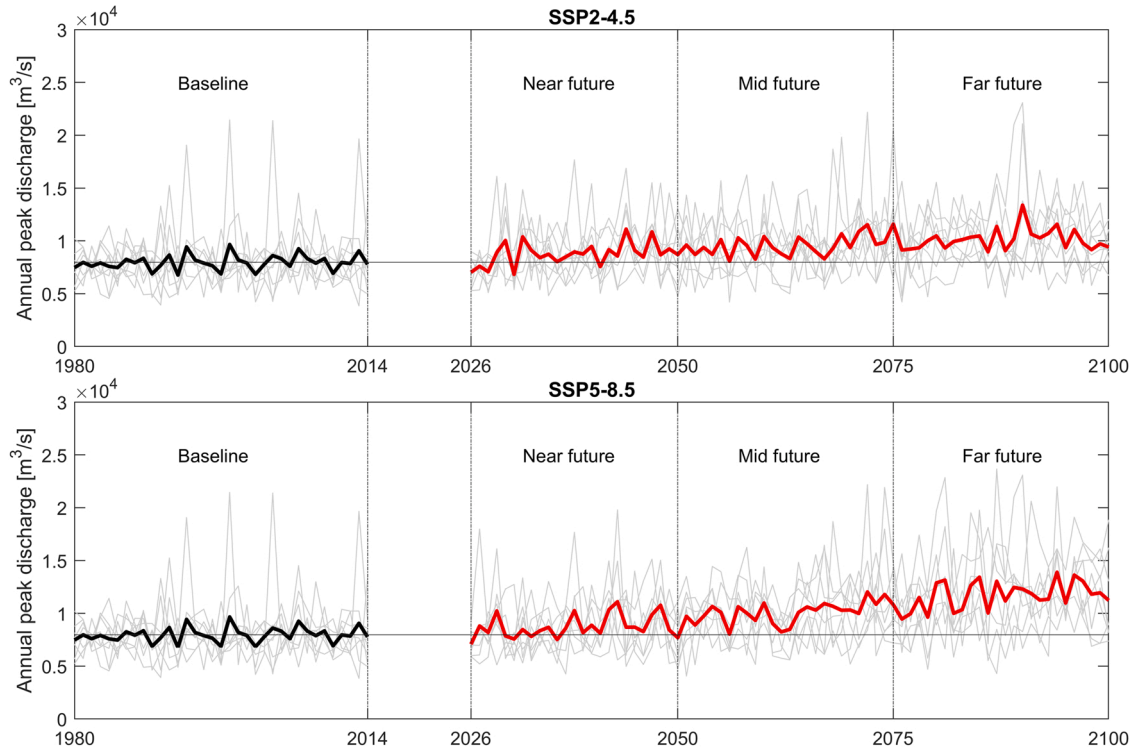 SSP2-4.5
×10⁴
3
2.5
2
1.5
1
0.5
0
Annual peak discharge [m³/s]
Baseline
Near future
Mid future
Far future
1980
2014
2026
2050
2075
2100
SSP5-8.5
×10⁴
3
2.5
2
1.5
1
0.5
0
Annual peak discharge [m³/s]
Baseline
Near future
Mid future
Far future
1980
2014
2026
2050
2075
2100